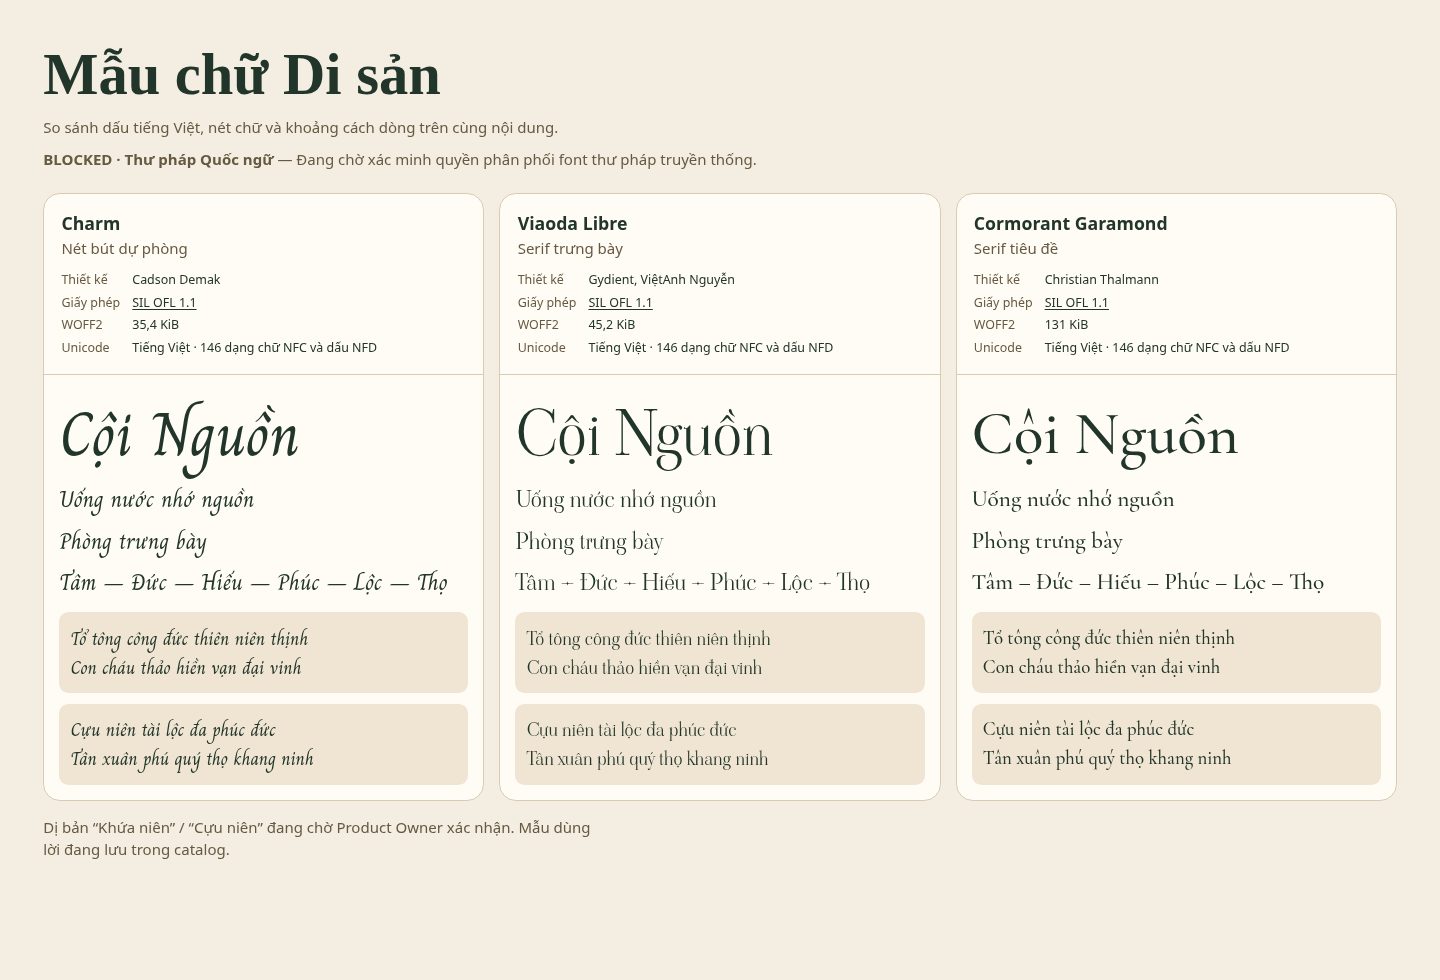 Mẫu chữ Di sản
So sánh dấu tiếng Việt, nét chữ và khoảng cách dòng trên cùng nội dung.
BLOCKED · Thư pháp Quốc ngữ — Đang chờ xác minh quyền phân phối font thư pháp truyền thống.
Charm
Nét bút dự phòng
Thiết kế Cadson Demak
Giấy phép SIL OFL 1.1
WOFF2 35,4 KiB
Unicode Tiếng Việt · 146 dạng chữ NFC và dấu NFD
Cội Nguồn
Uống nước nhớ nguồn
Phòng trưng bày
Tâm — Đức — Hiếu — Phúc — Lộc — Thọ
Tổ tông công đức thiên niên thịnh
Con cháu thảo hiền vạn đại vinh
Cựu niên tài lộc đa phúc đức
Tân xuân phú quý thọ khang ninh
Viaoda Libre
Serif trưng bày
Thiết kế Gydient, ViệtAnh Nguyễn
Giấy phép SIL OFL 1.1
WOFF2 45,2 KiB
Unicode Tiếng Việt · 146 dạng chữ NFC và dấu NFD
Cội Nguồn
Uống nước nhớ nguồn
Phòng trưng bày
Tâm – Đức – Hiếu – Phúc – Lộc – Thọ
Tổ tông công đức thiên niên thịnh
Con cháu thảo hiền vạn đại vinh
Cựu niên tài lộc đa phúc đức
Tân xuân phú quý thọ khang ninh
Cormorant Garamond
Serif tiêu đề
Thiết kế Christian Thalmann
Giấy phép SIL OFL 1.1
WOFF2 131 KiB
Unicode Tiếng Việt · 146 dạng chữ NFC và dấu NFD
Cội Nguồn
Uống nước nhớ nguồn
Phòng trưng bày
Tâm – Đức – Hiếu – Phúc – Lộc – Thọ
Tổ tông công đức thiên niên thịnh
Con cháu thảo hiền vạn đại vinh
Cựu niên tài lộc đa phúc đức
Tân xuân phú quý thọ khang ninh
Dị bản “Khứa niên” / “Cựu niên” đang chờ Product Owner xác nhận. Mẫu dùng
lời đang lưu trong catalog.